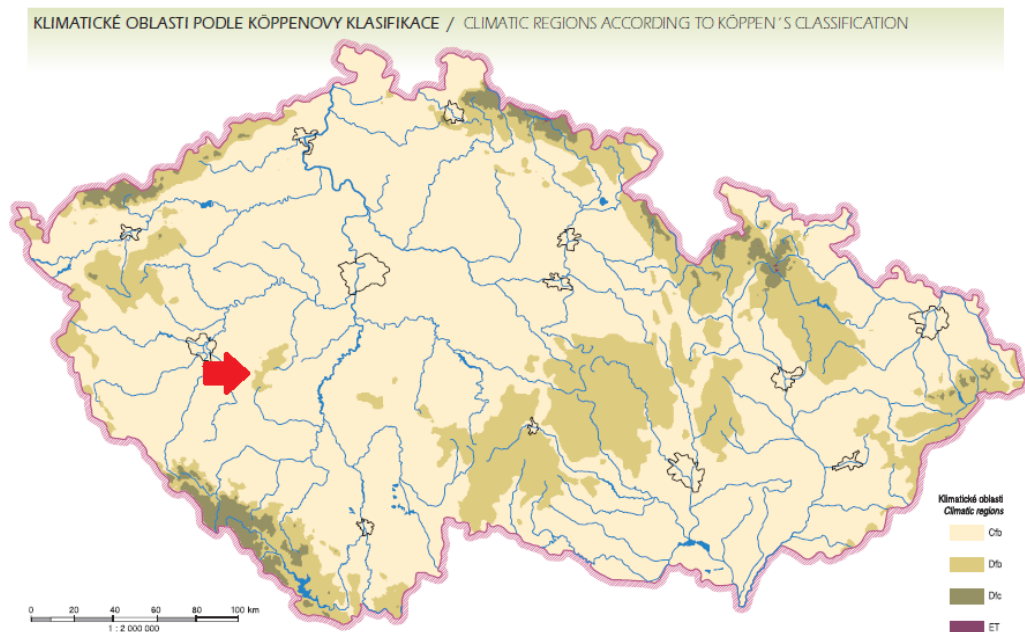 KLIMATICKÉ OBLASTI PODLE KÖPPENOVY KLASIFIKACE / CLIMATIC REGIONS ACCORDING TO KÖPPEN´S CLASSIFICATION
Klimatické oblasti
Climatic regions
Cfb
Dfb
Dfc
ET
0 20 40 60 80 100 km
1 : 2 000 000